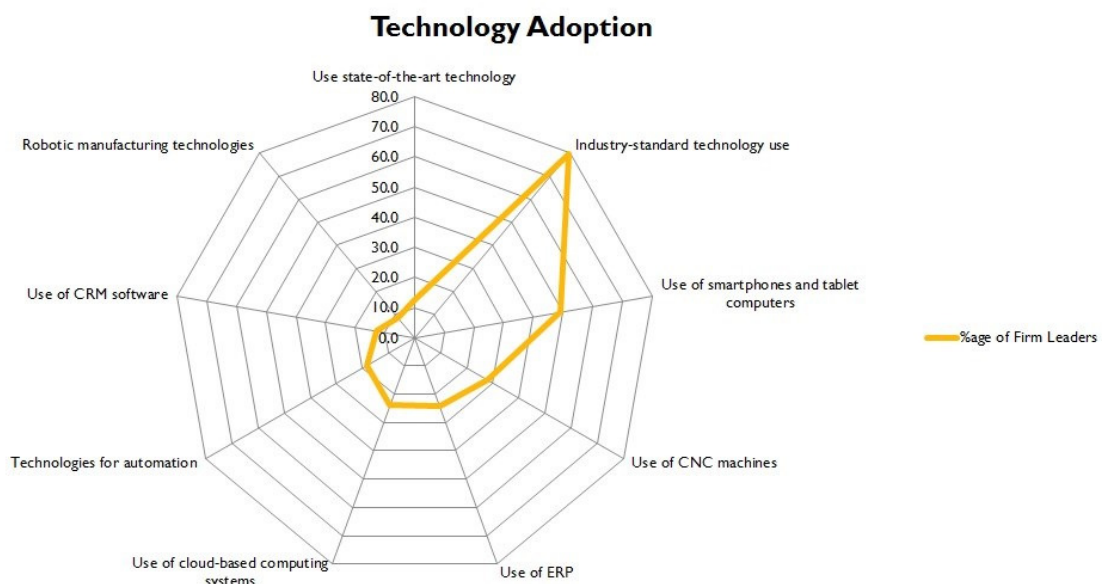 Technology Adoption
Use state-of-the-art technology
80.0
70.0
60.0
50.0
40.0
30.0
20.0
10.0
0.0
Robotic manufacturing technologies
Industry-standard technology use
Use of CRM software
Use of smartphones and tablet
computers
%age of Firm Leaders
Technologies for automation
Use of CNC machines
Use of cloud-based computing
systems
Use of ERP